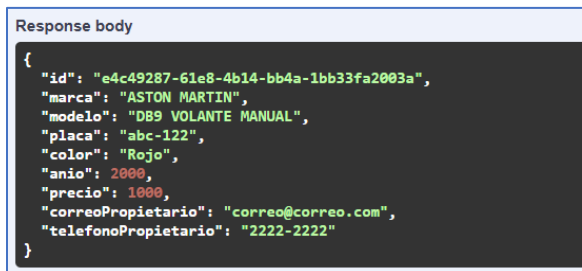 Response body
{
"id": "e4c49287-61e8-4b14-bb4a-1bb33fa2003a",
"marca": "ASTON MARTIN",
"modelo": "DB9 VOLANTE MANUAL",
"placa": "abc-122",
"color": "Rojo",
"anio": 2000,
"precio": 1000,
"correoPropietario": "correo@correo.com",
"telefonoPropietario": "2222-2222"
}